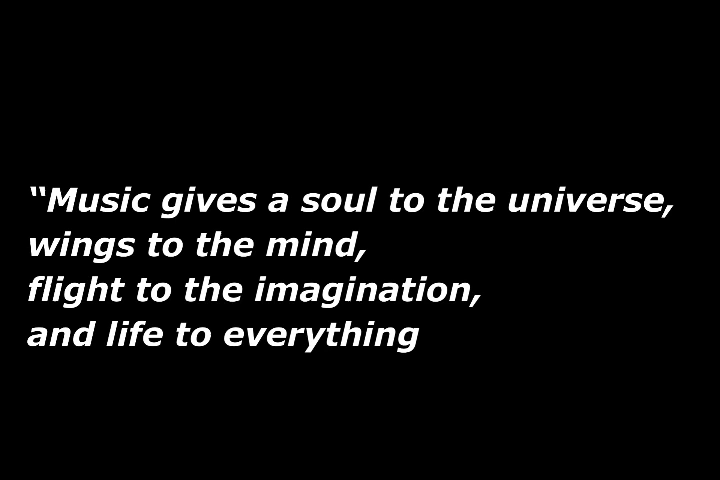 “Music gives a soul to the universe,
wings to the mind,
flight to the imagination,
and life to everything